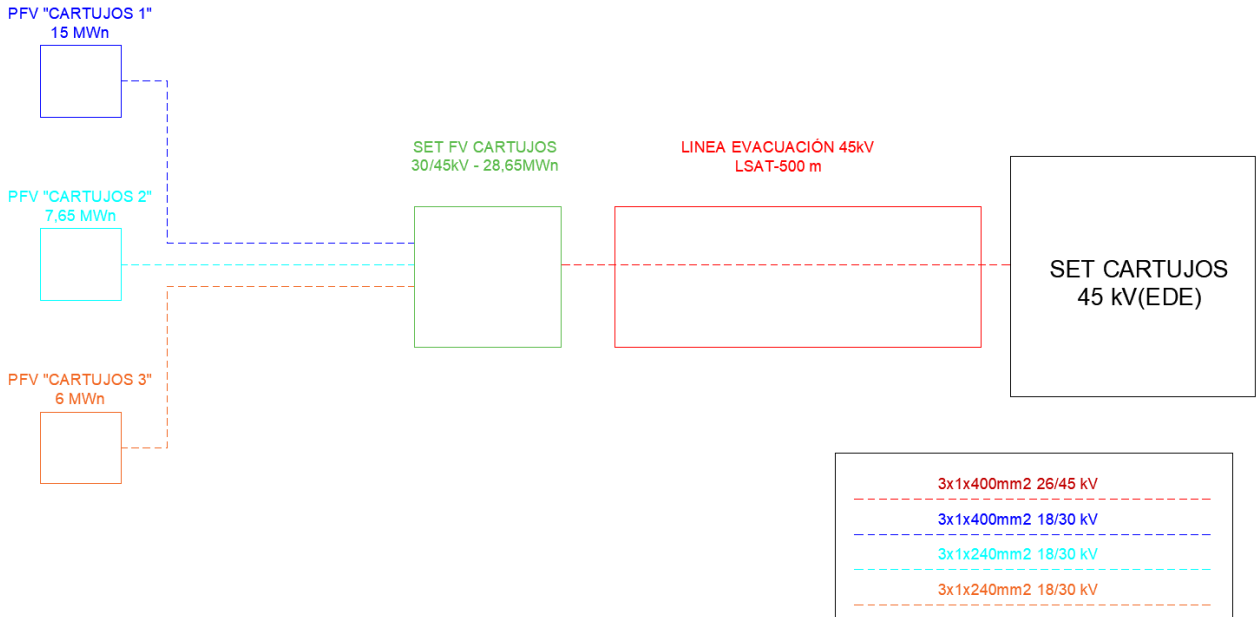 PFV "CARTUJOS 1"
15 MWn
SET FV CARTUJOS
30/45kV - 28,65MWn
LINEA EVACUACIÓN 45kV
LSAT-500 m
PFV "CARTUJOS 2"
7,65 MWn
SET CARTUJOS
45 kV(EDE)
PFV "CARTUJOS 3"
6 MWn
3x1x400mm2 26/45 kV
3x1x400mm2 18/30 kV
3x1x240mm2 18/30 kV
3x1x240mm2 18/30 kV